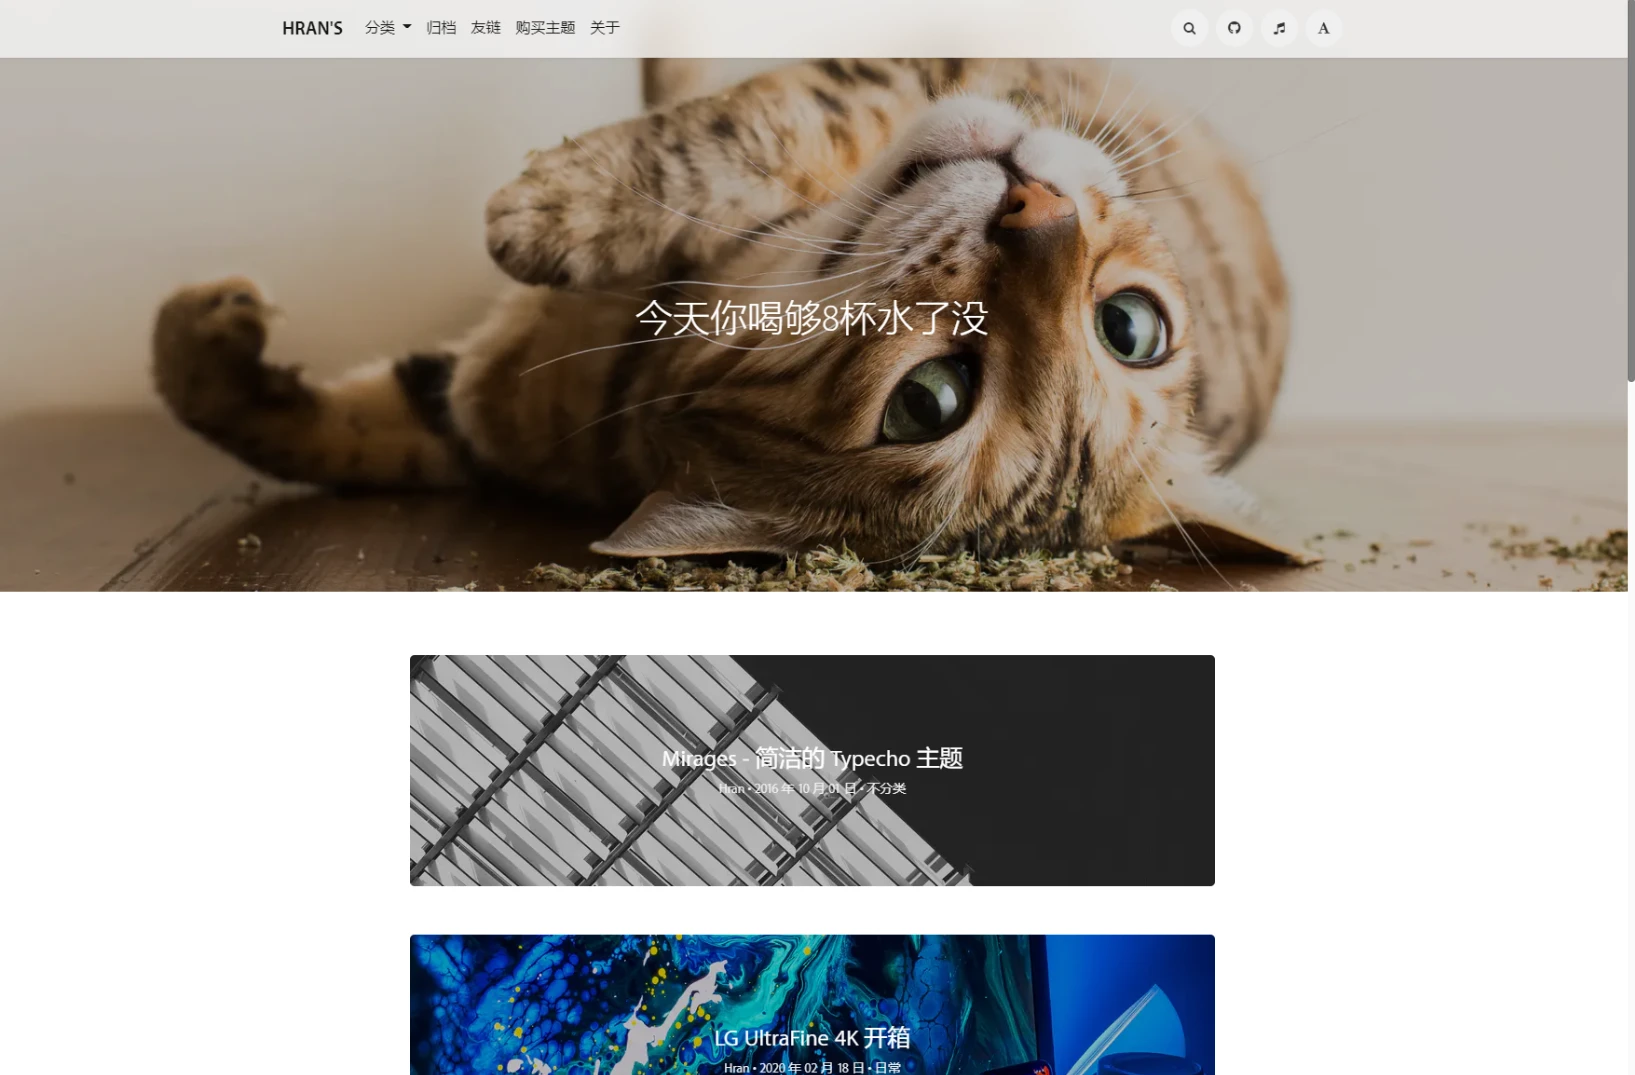 HRAN'S 分类 归档 友链 购买主题 关于 A
今天你喝够8杯水了没
Mirages - 简洁的 Typecho 主题
Hran • 2016 年 10 月 01 日 • 不分类
LG UltraFine 4K 开箱
Hran • 2020 年 02 月 18 日 • 日常